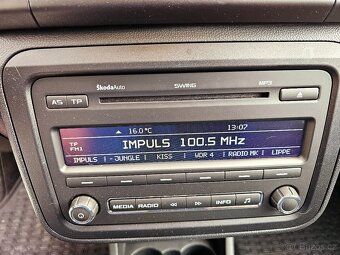 ŠkodaAuto SWING MP3
AS TP
16.0°C 13:07
TP IMPULS 100.5 MHz
FM1
IMPULS - JUNGLE KISS WDR 4 RADIO MK LIPPE
MEDIA RADIO INFO